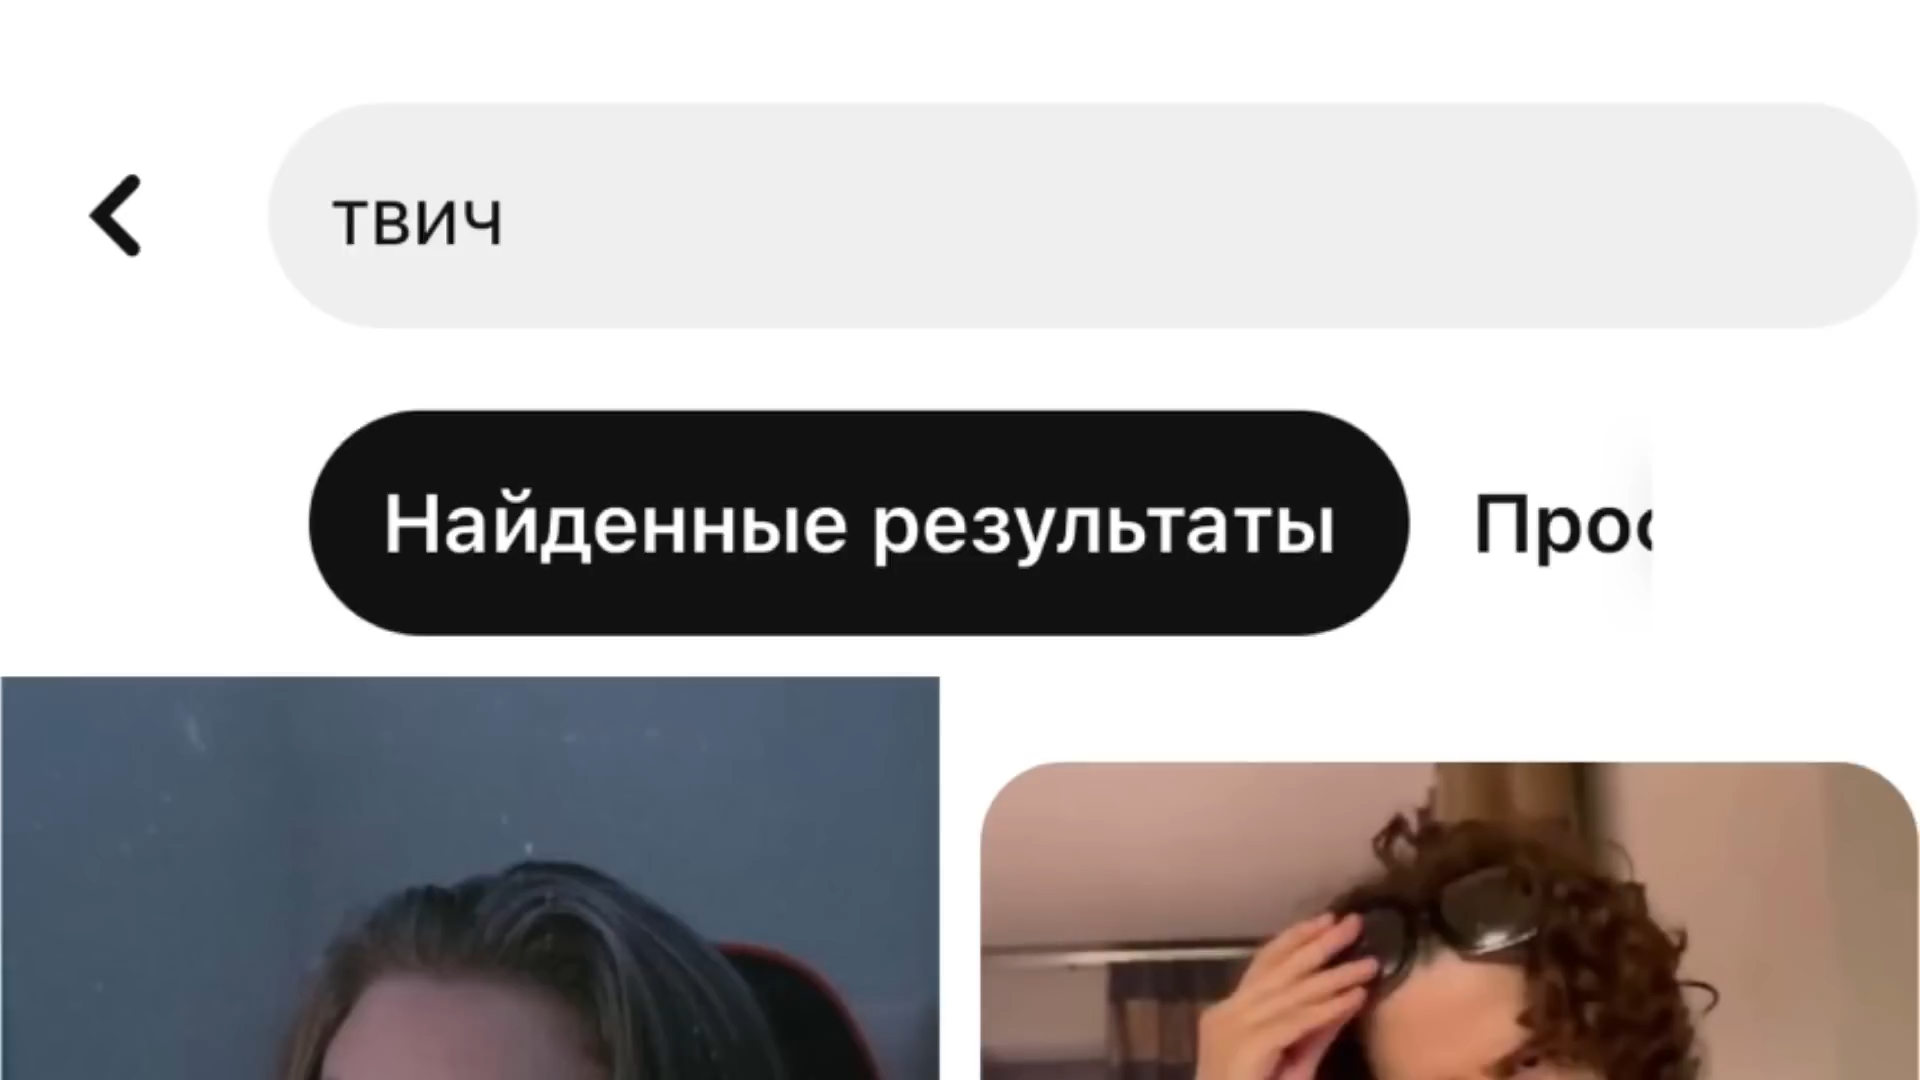 твич
Найденные результаты